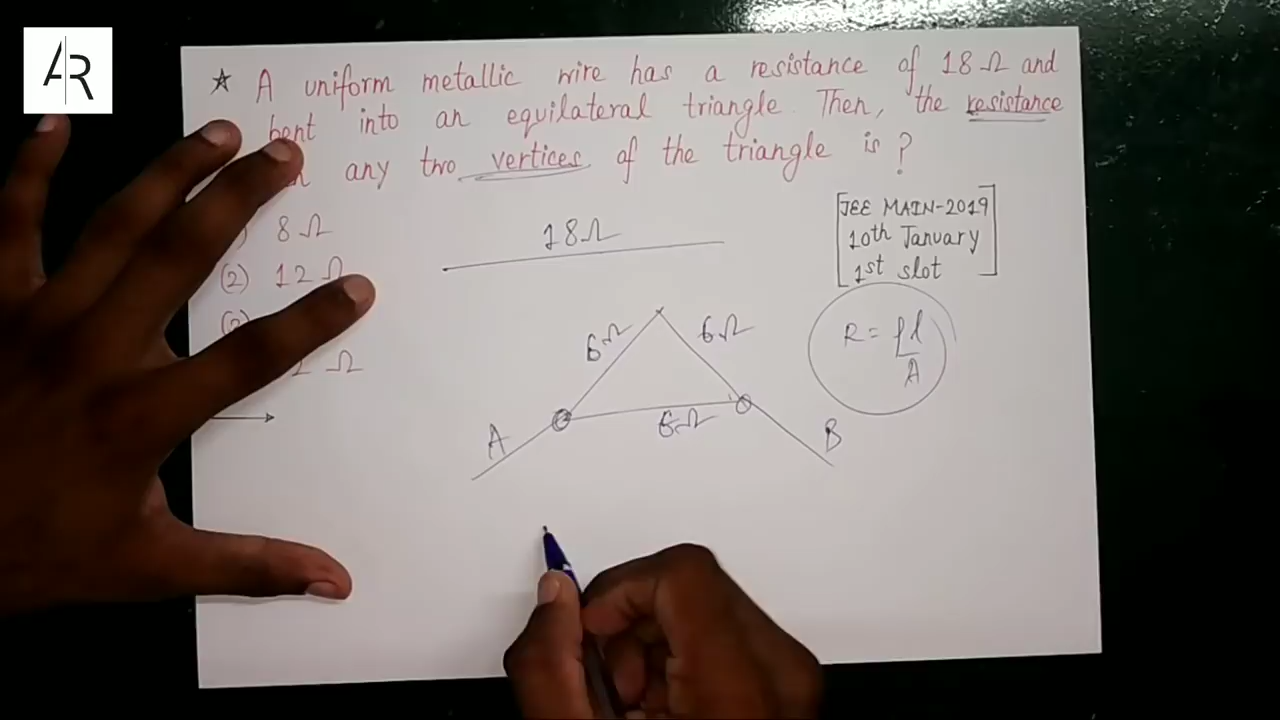 AR
☆ A uniform metallic wire has a resistance of 18 Ω and
bent into an equilateral triangle. Then, the resistance
any two vertices of the triangle is ?
8 Ω
(2) 12 Ω
2 Ω
18Ω
[JEE MAIN-2019
10th January
1st slot]
6Ω 6Ω
6Ω
A B
R = ρl
A